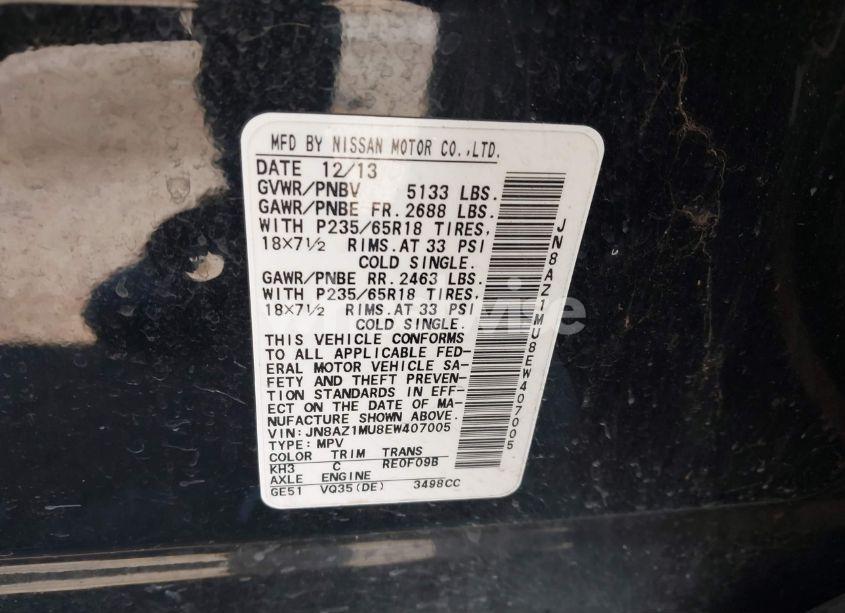 MFD BY NISSAN MOTOR CO.,LTD.
DATE 12/13
GVWR/PNBV 5133 LBS.
GAWR/PNBE FR. 2688 LBS.
WITH P235/65R18 TIRES,
18×7½ RIMS. AT 33 PSI
COLD SINGLE.
GAWR/PNBE RR. 2463 LBS.
WITH P235/65R18 TIRES,
18×7½ RIMS. AT 33 PSI
COLD SINGLE.
THIS VEHICLE CONFORMS
TO ALL APPLICABLE FED-
ERAL MOTOR VEHICLE SA-
FETY AND THEFT PREVEN-
TION STANDARDS IN EFF-
ECT ON THE DATE OF MA-
NUFACTURE SHOWN ABOVE.
VIN: JN8AZ1MU8EW407005
TYPE: MPV
COLOR TRIM TRANS
KH3 C RE0F09B
AXLE ENGINE
GE51 VQ35(DE) 3498CC
JN8AZ1MU8EW407005